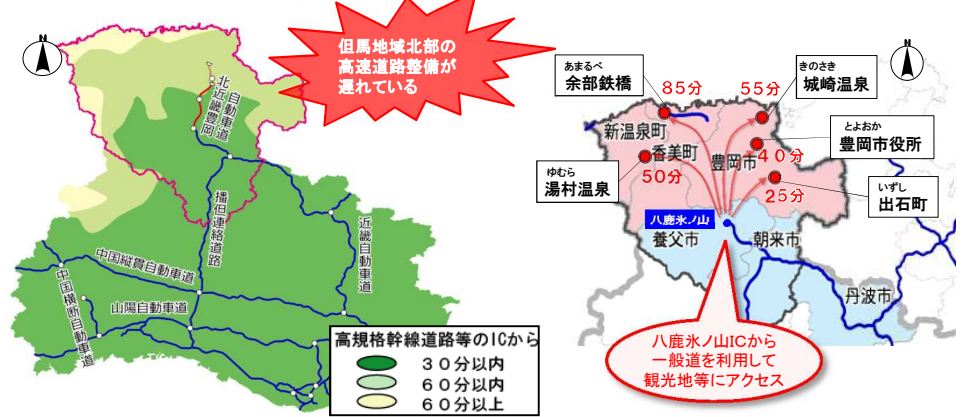 N
但馬地域北部の
高速道路整備が
遅れている
北近畿豊岡
自動車道
播但連絡道路
近畿自動車道
中国縦貫自動車道
中国横断自動車道
山陽自動車道
高規格幹線道路等のICから
３０分以内
６０分以内
６０分以上
N
あまるべ
余部鉄橋
85分
55分
きのさき
城崎温泉
新温泉町
香美町
豊岡市
とよおか
豊岡市役所
40分
ゆむら
湯村温泉
50分
25分
いずし
出石町
八鹿氷ノ山
養父市
朝来市
丹波市
八鹿氷ノ山ICから
一般道を利用して
観光地等にアクセス